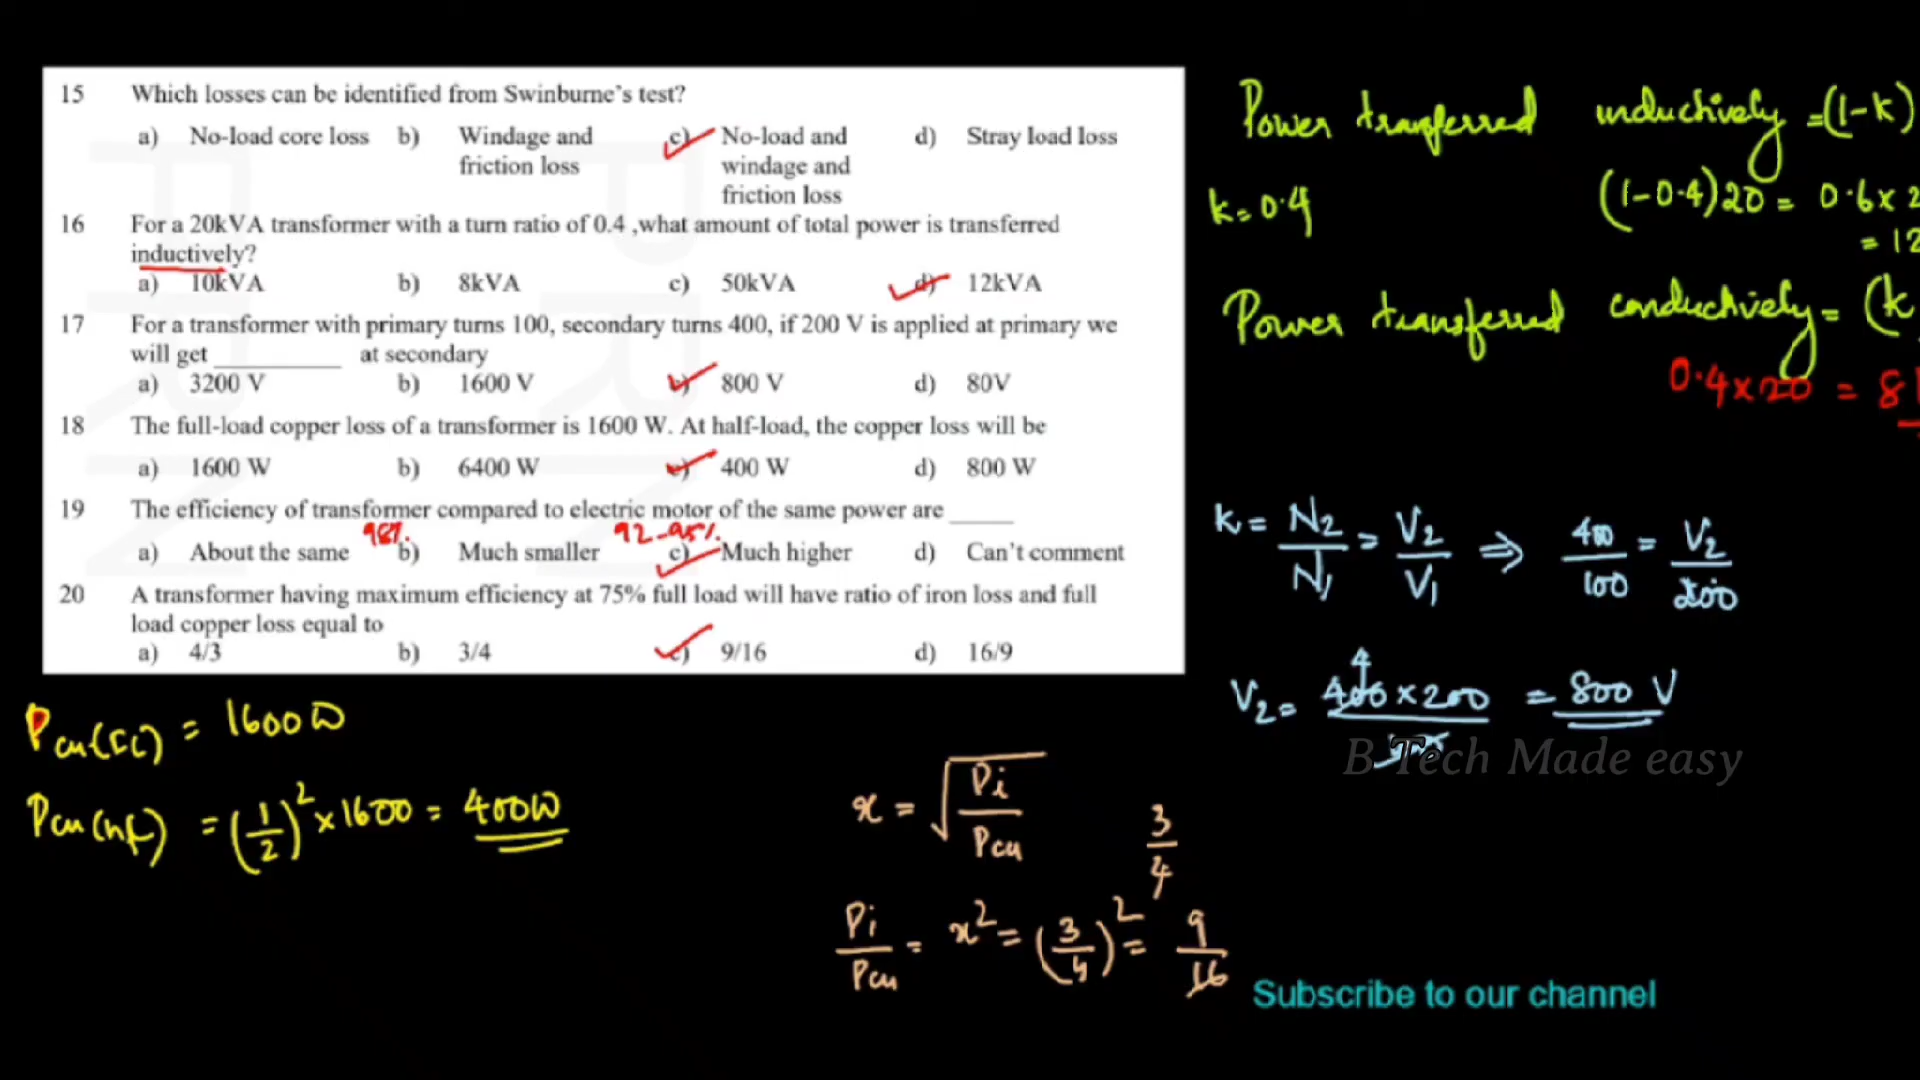 15 Which losses can be identified from Swinburne's test?
a) No-load core loss b) Windage and friction loss c) No-load and windage and friction loss d) Stray load loss
16 For a 20kVA transformer with a turn ratio of 0.4 ,what amount of total power is transferred
inductively?
a) 10kVA b) 8kVA c) 50kVA d) 12kVA
17 For a transformer with primary turns 100, secondary turns 400, if 200 V is applied at primary we
will get __________ at secondary
a) 3200 V b) 1600 V c) 800 V d) 80V
18 The full-load copper loss of a transformer is 1600 W. At half-load, the copper loss will be
a) 1600 W b) 6400 W c) 400 W d) 800 W
19 The efficiency of transformer compared to electric motor of the same power are _____
98%. 92-95%.
a) About the same b) Much smaller c) Much higher d) Can't comment
20 A transformer having maximum efficiency at 75% full load will have ratio of iron loss and full
load copper loss equal to
a) 4/3 b) 3/4 c) 9/16 d) 16/9
Power transferred inductively = (1-K)
K = 0.4
(1-0.4)20 = 0.6x2
= 12
Power transferred conductively = (k
0.4x20 = 8
K = N2/N1 = V2/V1 ⇒ 400/100 = V2/200
V2 = 400x200 = 800 V
4
B Tech Made easy
Pcu(FL) = 1600W
Pcu(hf) = (1/2)² x 1600 = 400W
x = √Pi/Pcu
3/4
Pi/Pcu = x² = (3/4)² = 9/16
Subscribe to our channel